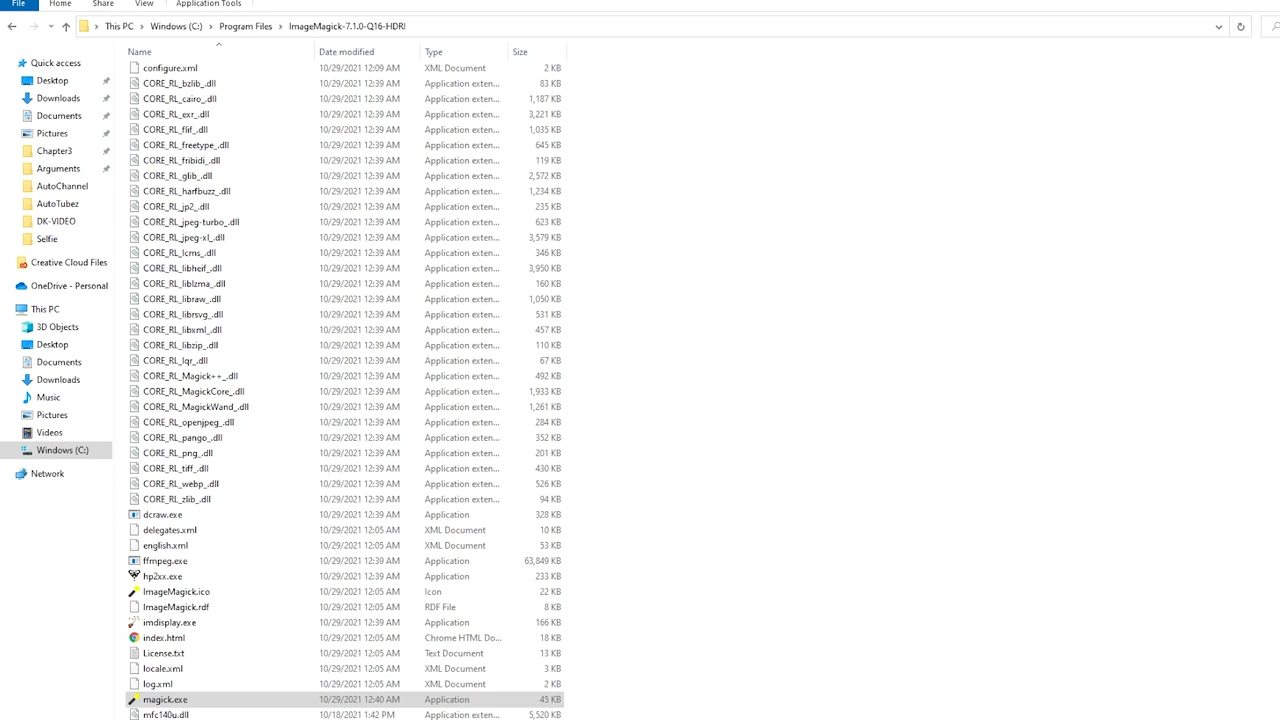 File Home Share View Application Tools
This PC > Windows (C:) > Program Files > ImageMagick-7.1.0-Q16-HDRI
Name Date modified Type Size
Quick access
Desktop
Downloads
Documents
Pictures
Chapter3
Arguments
AutoChannel
AutoTubez
DK-VIDEO
Selfie
Creative Cloud Files
OneDrive - Personal
This PC
3D Objects
Desktop
Documents
Downloads
Music
Pictures
Videos
Windows (C:)
Network
configure.xml 10/29/2021 12:09 AM XML Document 2 KB
CORE_RL_bzlib_.dll 10/29/2021 12:39 AM Application exten... 83 KB
CORE_RL_cairo_.dll 10/29/2021 12:39 AM Application exten... 1,187 KB
CORE_RL_exr_.dll 10/29/2021 12:39 AM Application exten... 3,221 KB
CORE_RL_flif_.dll 10/29/2021 12:39 AM Application exten... 1,035 KB
CORE_RL_freetype_.dll 10/29/2021 12:39 AM Application exten... 645 KB
CORE_RL_fribidi_.dll 10/29/2021 12:39 AM Application exten... 119 KB
CORE_RL_glib_.dll 10/29/2021 12:39 AM Application exten... 2,572 KB
CORE_RL_harfbuzz_.dll 10/29/2021 12:39 AM Application exten... 1,234 KB
CORE_RL_jp2_.dll 10/29/2021 12:39 AM Application exten... 235 KB
CORE_RL_jpeg-turbo_.dll 10/29/2021 12:39 AM Application exten... 623 KB
CORE_RL_jpeg-xl_.dll 10/29/2021 12:39 AM Application exten... 3,579 KB
CORE_RL_lcms_.dll 10/29/2021 12:39 AM Application exten... 346 KB
CORE_RL_libheif_.dll 10/29/2021 12:39 AM Application exten... 3,950 KB
CORE_RL_liblzma_.dll 10/29/2021 12:39 AM Application exten... 160 KB
CORE_RL_libraw_.dll 10/29/2021 12:39 AM Application exten... 1,050 KB
CORE_RL_librsvg_.dll 10/29/2021 12:39 AM Application exten... 531 KB
CORE_RL_libxml_.dll 10/29/2021 12:39 AM Application exten... 457 KB
CORE_RL_libzip_.dll 10/29/2021 12:39 AM Application exten... 110 KB
CORE_RL_lqr_.dll 10/29/2021 12:39 AM Application exten... 67 KB
CORE_RL_Magick++_.dll 10/29/2021 12:39 AM Application exten... 492 KB
CORE_RL_MagickCore_.dll 10/29/2021 12:39 AM Application exten... 1,933 KB
CORE_RL_MagickWand_.dll 10/29/2021 12:39 AM Application exten... 1,261 KB
CORE_RL_openjpeg_.dll 10/29/2021 12:39 AM Application exten... 284 KB
CORE_RL_pango_.dll 10/29/2021 12:39 AM Application exten... 352 KB
CORE_RL_png_.dll 10/29/2021 12:39 AM Application exten... 201 KB
CORE_RL_tiff_.dll 10/29/2021 12:39 AM Application exten... 430 KB
CORE_RL_webp_.dll 10/29/2021 12:39 AM Application exten... 526 KB
CORE_RL_zlib_.dll 10/29/2021 12:39 AM Application exten... 94 KB
dcraw.exe 10/29/2021 12:39 AM Application 328 KB
delegates.xml 10/29/2021 12:05 AM XML Document 10 KB
english.xml 10/29/2021 12:05 AM XML Document 53 KB
ffmpeg.exe 10/29/2021 12:39 AM Application 63,849 KB
hp2xx.exe 10/29/2021 12:39 AM Application 233 KB
ImageMagick.ico 10/29/2021 12:05 AM Icon 22 KB
ImageMagick.rdf 10/29/2021 12:05 AM RDF File 8 KB
imdisplay.exe 10/29/2021 12:39 AM Application 166 KB
index.html 10/29/2021 12:05 AM Chrome HTML Do... 18 KB
License.txt 10/29/2021 12:05 AM Text Document 13 KB
locale.xml 10/29/2021 12:05 AM XML Document 3 KB
log.xml 10/29/2021 12:05 AM XML Document 2 KB
magick.exe 10/29/2021 12:40 AM Application 45 KB
mfc140u.dll 10/18/2021 1:42 PM Application exten... 5,520 KB